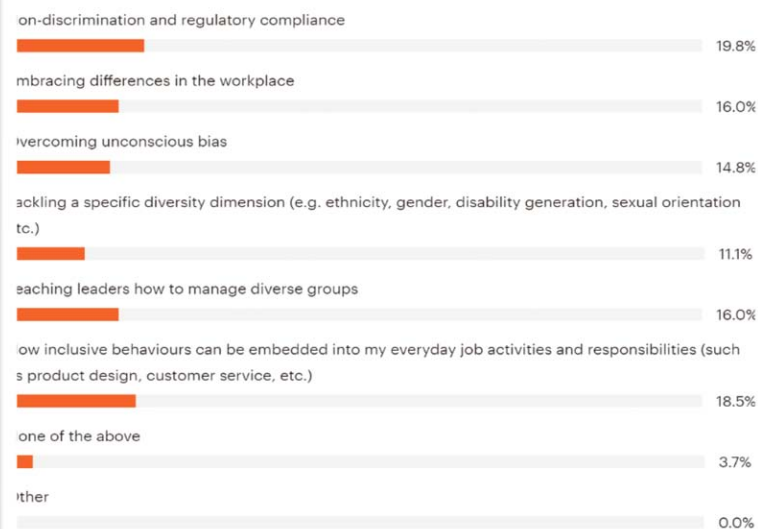 on-discrimination and regulatory compliance
19.8%
mbracing differences in the workplace
16.0%
vercoming unconscious bias
14.8%
ackling a specific diversity dimension (e.g. ethnicity, gender, disability generation, sexual orientation
tc.)
11.1%
eaching leaders how to manage diverse groups
16.0%
ow inclusive behaviours can be embedded into my everyday job activities and responsibilities (such
s product design, customer service, etc.)
18.5%
one of the above
3.7%
ther
0.0%